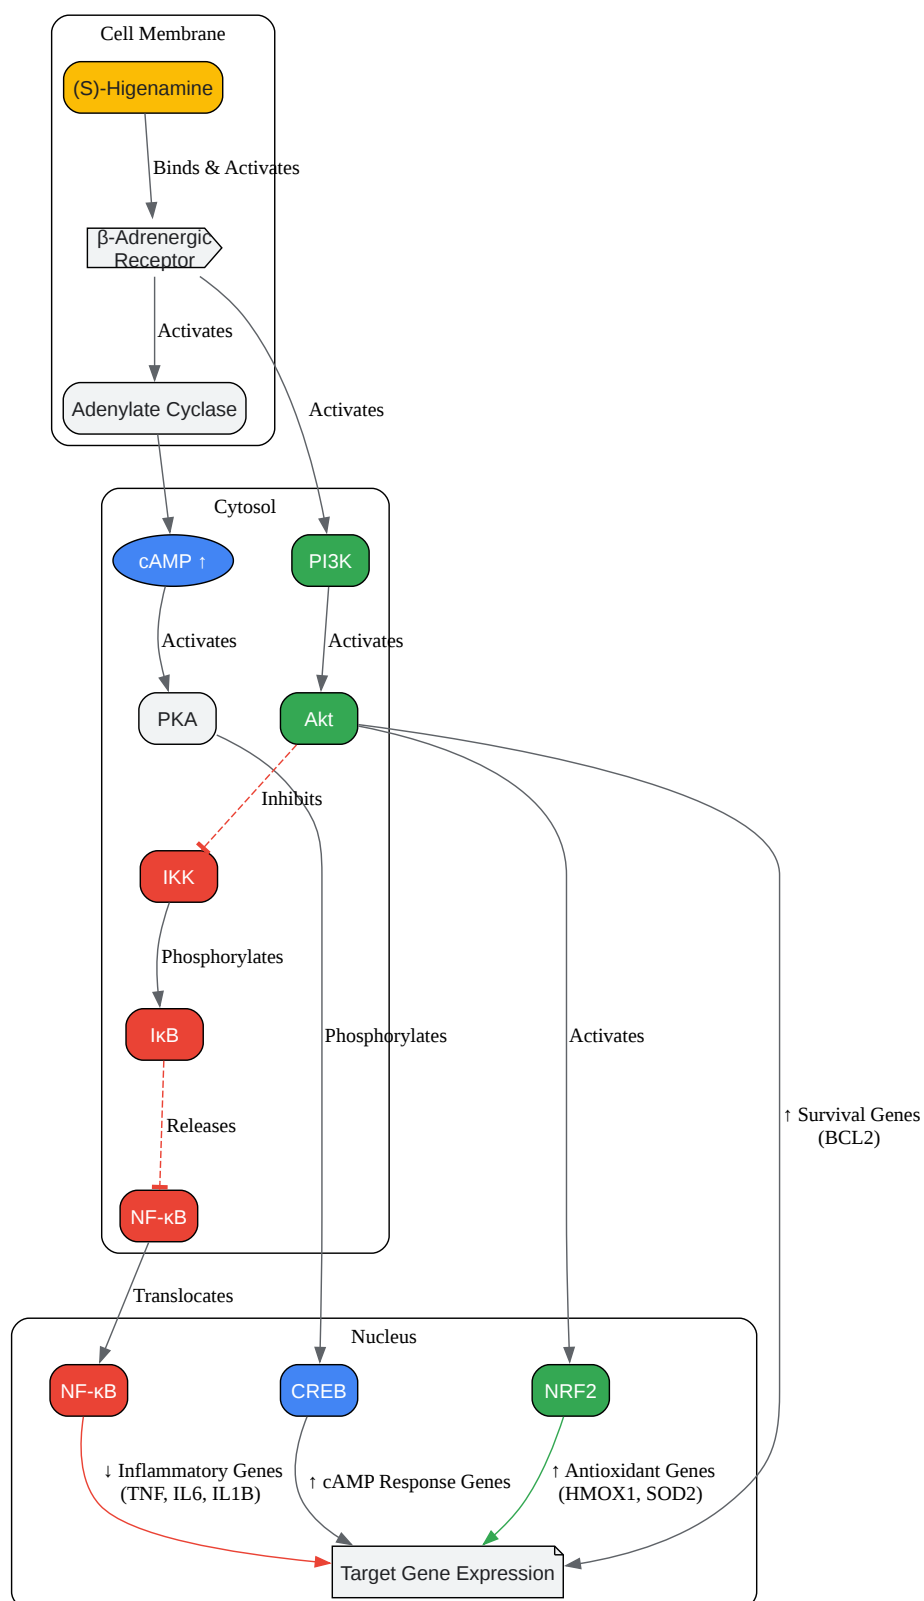 Cell Membrane
(S)-Higenamine
Binds & Activates
β-Adrenergic
Receptor
Activates
Adenylate Cyclase
Activates
Cytosol
cAMP ↑
PI3K
Activates
Activates
PKA
Akt
Inhibits
IKK
Phosphorylates
IκB
Phosphorylates
Activates
Releases
↑ Survival Genes
(BCL2)
NF-κB
Translocates
Nucleus
NF-κB
CREB
NRF2
↓ Inflammatory Genes
(TNF, IL6, IL1B)
↑ cAMP Response Genes
↑ Antioxidant Genes
(HMOX1, SOD2)
Target Gene Expression